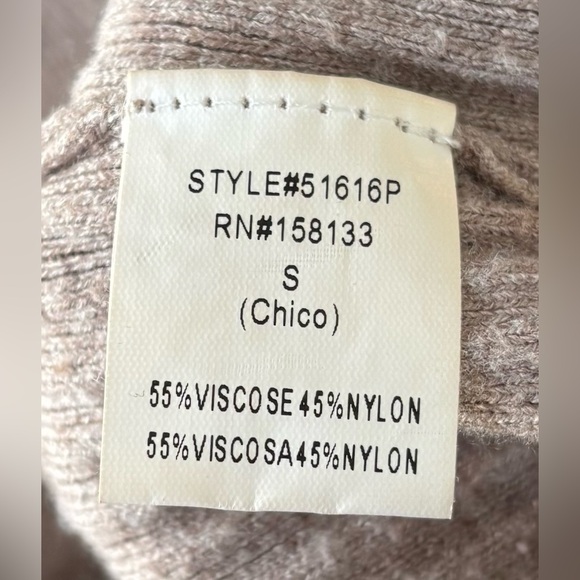 STYLE#51616P
RN#158133
S
(Chico)
55%VISCOSE45%NYLON
55%VISCOSA45%NYLON